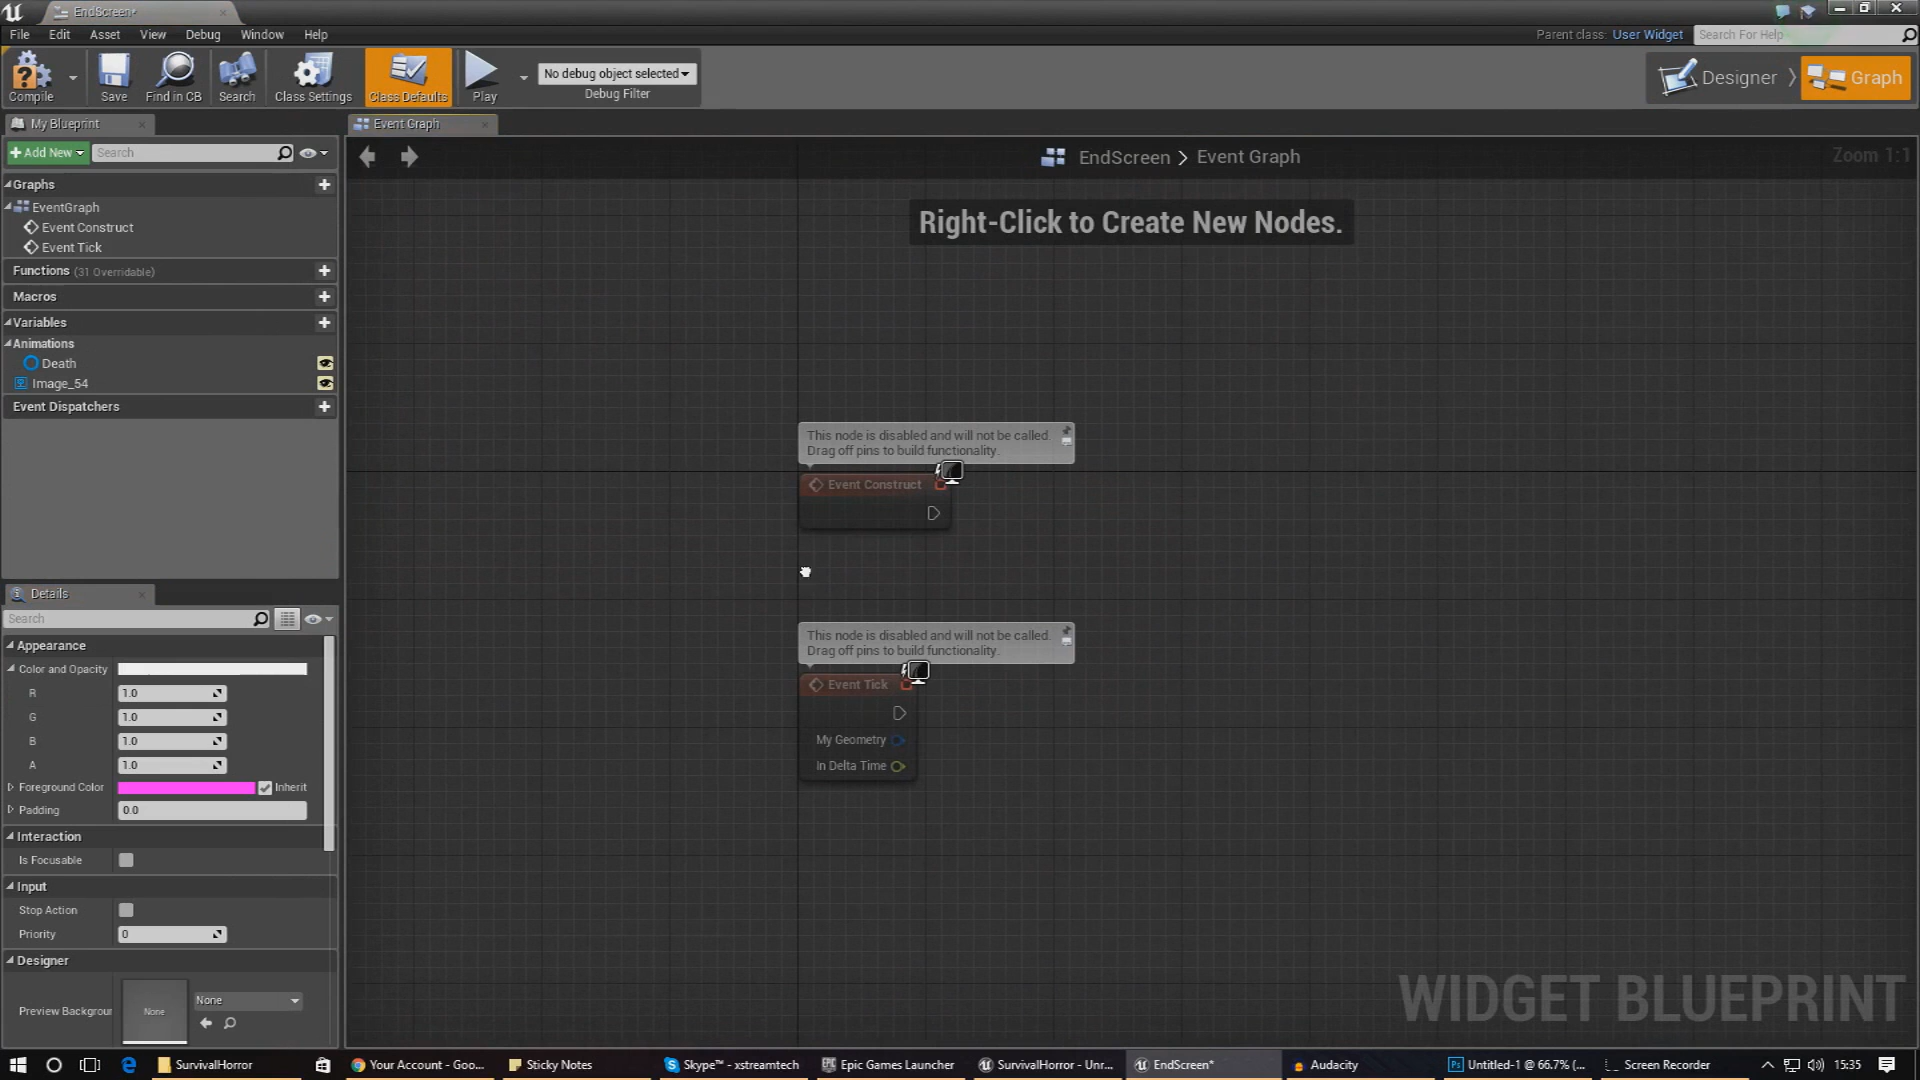 EndScreen*
File Edit Asset View Debug Window Help
Parent class: User Widget Search For Help
Compile Save Find in CB Search Class Settings Class Defaults Play
No debug object selected
Debug Filter
Designer Graph
My Blueprint
Event Graph
Add New Search
EndScreen > Event Graph
Zoom 1:1
Right-Click to Create New Nodes.
Graphs
EventGraph
Event Construct
Event Tick
Functions (31 Overridable)
Macros
Variables
Animations
Death
Image_54
Event Dispatchers
This node is disabled and will not be called.
Drag off pins to build functionality.
Event Construct
This node is disabled and will not be called.
Drag off pins to build functionality.
Event Tick
My Geometry
In Delta Time
Details
Search
Appearance
Color and Opacity
R 1.0
G 1.0
B 1.0
A 1.0
Foreground Color Inherit
Padding 0.0
Interaction
Is Focusable
Input
Stop Action
Priority 0
Designer
Preview Backgrour None None
WIDGET BLUEPRINT
SurvivalHorror Your Account - Goo... Sticky Notes Skype™ - xstreamtech Epic Games Launcher SurvivalHorror - Unr... EndScreen* Audacity Untitled-1 @ 66.7% (... Screen Recorder 15:35